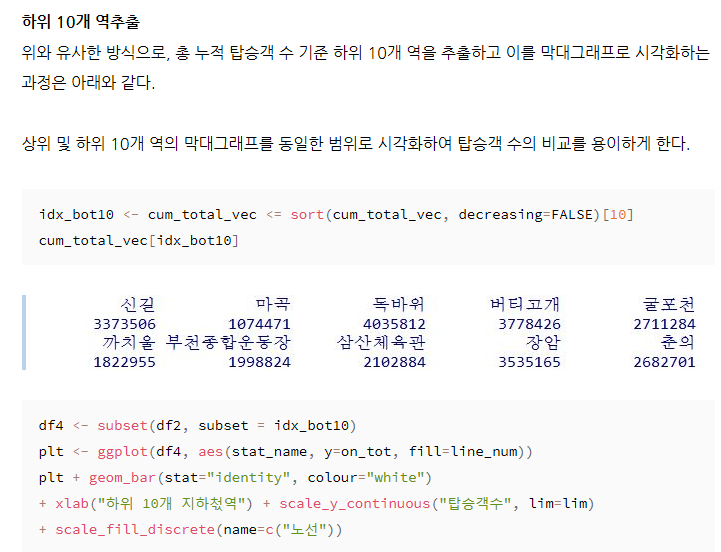 하위 10개 역추출
위와 유사한 방식으로, 총 누적 탑승객 수 기준 하위 10개 역을 추출하고 이를 막대그래프로 시각화하는
과정은 아래와 같다.
상위 및 하위 10개 역의 막대그래프를 동일한 범위로 시각화하여 탑승객 수의 비교를 용이하게 한다.
idx_bot10 <- cum_total_vec <= sort(cum_total_vec, decreasing=FALSE)[10]
cum_total_vec[idx_bot10]
신길 마곡 독바위 버티고개 굴포천
3373506 1074471 4035812 3778426 2711284
까치울 부천종합운동장 삼산체육관 장암 춘의
1822955 1998824 2102884 3535165 2682701
df4 <- subset(df2, subset = idx_bot10)
plt <- ggplot(df4, aes(stat_name, y=on_tot, fill=line_num))
plt + geom_bar(stat="identity", colour="white")
+ xlab("하위 10개 지하첤역") + scale_y_continuous("탑승객수", lim=lim)
+ scale_fill_discrete(name=c("노선"))